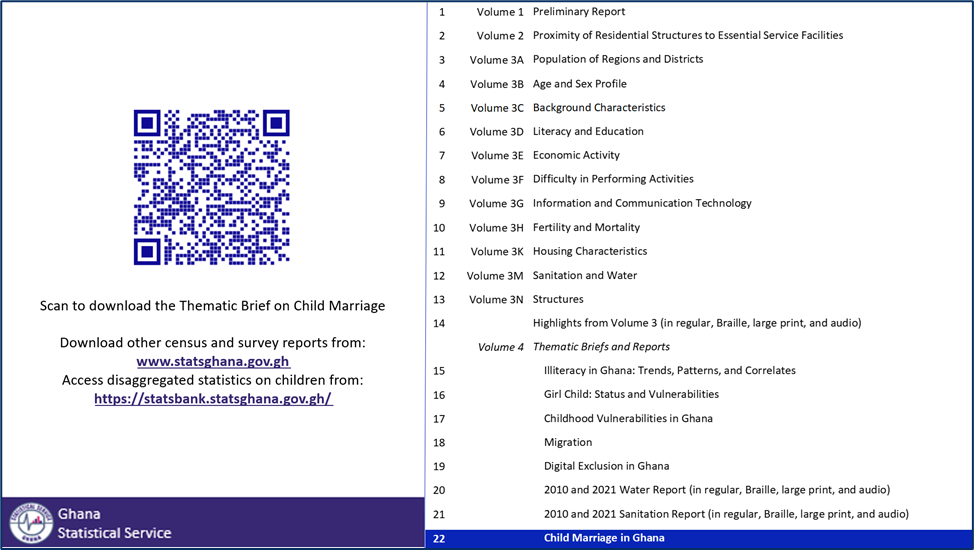 Scan to download the Thematic Brief on Child Marriage
Download other census and survey reports from:
www.statsghana.gov.gh
Access disaggregated statistics on children from:
https://statsbank.statsghana.gov.gh/
STATISTICAL SERVICE
GHANA
Ghana
Statistical Service
1 Volume 1 Preliminary Report
2 Volume 2 Proximity of Residential Structures to Essential Service Facilities
3 Volume 3A Population of Regions and Districts
4 Volume 3B Age and Sex Profile
5 Volume 3C Background Characteristics
6 Volume 3D Literacy and Education
7 Volume 3E Economic Activity
8 Volume 3F Difficulty in Performing Activities
9 Volume 3G Information and Communication Technology
10 Volume 3H Fertility and Mortality
11 Volume 3K Housing Characteristics
12 Volume 3M Sanitation and Water
13 Volume 3N Structures
14 Highlights from Volume 3 (in regular, Braille, large print, and audio)
Volume 4 Thematic Briefs and Reports
15 Illiteracy in Ghana: Trends, Patterns, and Correlates
16 Girl Child: Status and Vulnerabilities
17 Childhood Vulnerabilities in Ghana
18 Migration
19 Digital Exclusion in Ghana
20 2010 and 2021 Water Report (in regular, Braille, large print, and audio)
21 2010 and 2021 Sanitation Report (in regular, Braille, large print, and audio)
22 Child Marriage in Ghana